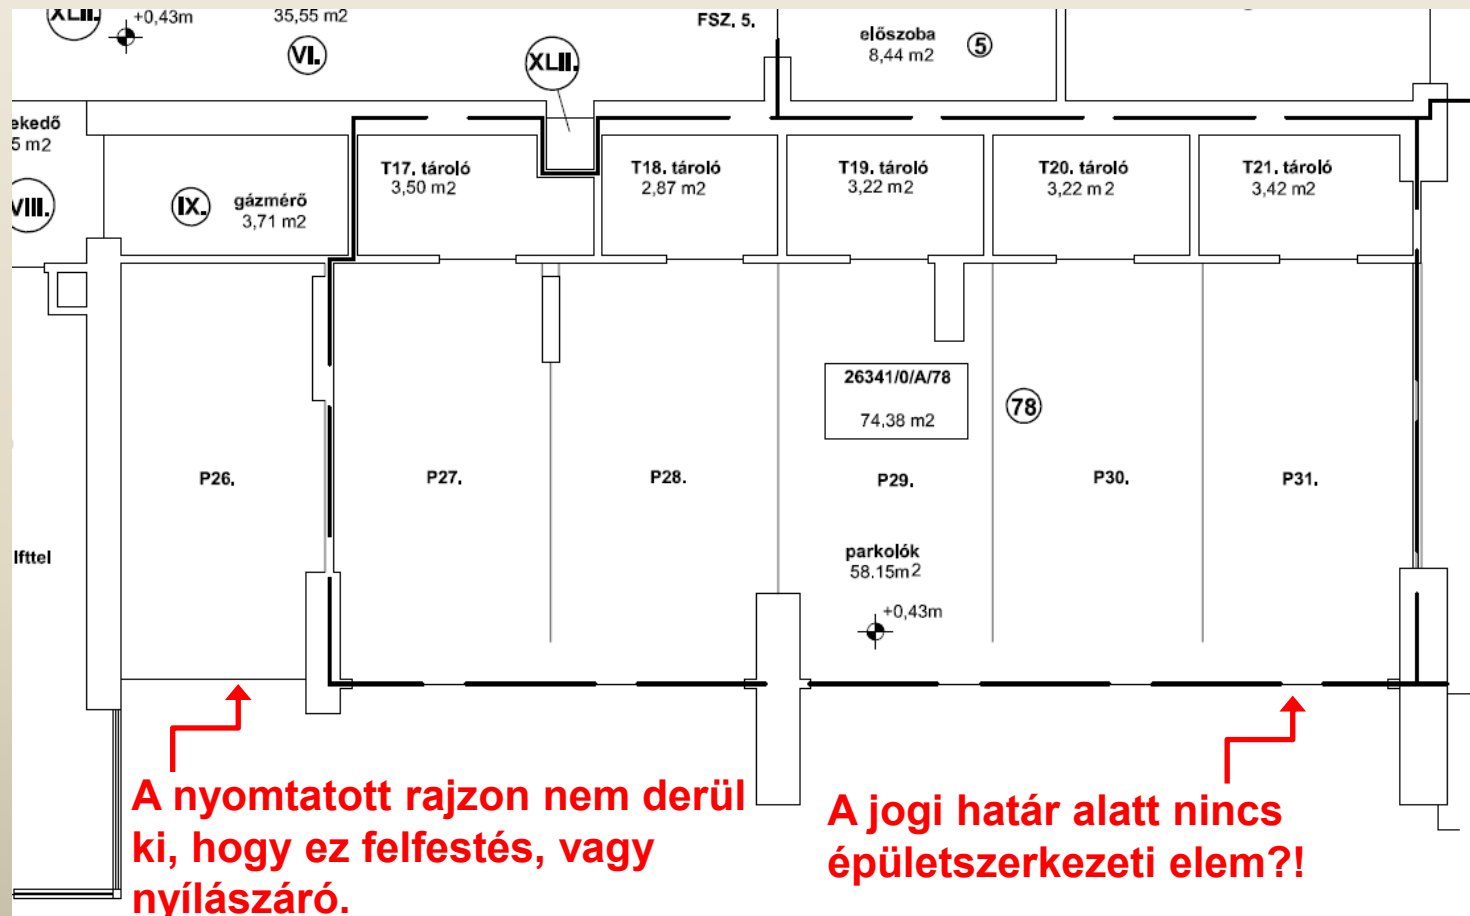 XLII.
+0,43m
35,55 m2
VI.
XLII.
FSZ. 5.
előszoba
8,44 m2
5
ekedő
5 m2
VIII.
IX.
gázmérő
3,71 m2
T17. tároló
3,50 m2
T18. tároló
2,87 m2
T19. tároló
3,22 m2
T20. tároló
3,22 m2
T21. tároló
3,42 m2
26341/0/A/78
74,38 m2
78
P26.
P27.
P28.
P29.
P30.
P31.
lfttel
parkolók
58.15m2
+0,43m
A nyomtatott rajzon nem derül
ki, hogy ez felfestés, vagy
nyílászáró.
A jogi határ alatt nincs
épületszerkezeti elem?!